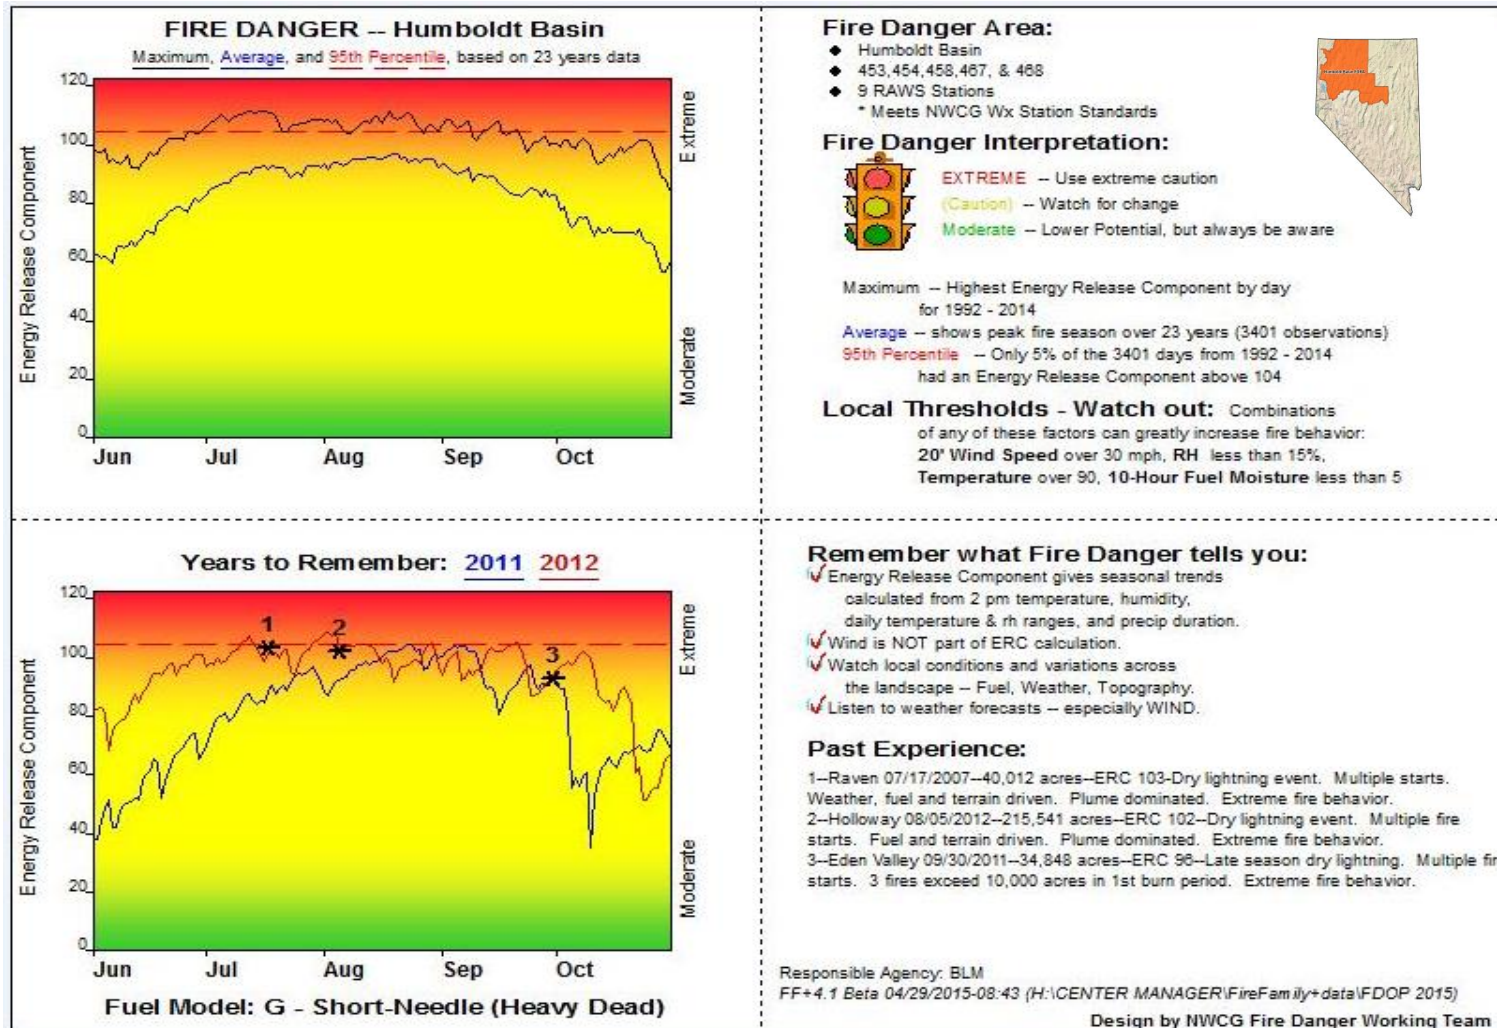 FIRE DANGER -- Humboldt Basin
Maximum, Average, and 95th Percentile, based on 23 years data
Energy Release Component
120
100
80
60
40
20
0
Jun Jul Aug Sep Oct
Extreme
Moderate
Fire Danger Area:
◆ Humboldt Basin
◆ 453,454,458,467, & 468
◆ 9 RAWS Stations
* Meets NWCG Wx Station Standards
Fire Danger Interpretation:
EXTREME -- Use extreme caution
(Caution) -- Watch for change
Moderate -- Lower Potential, but always be aware
Maximum -- Highest Energy Release Component by day
for 1992 - 2014
Average -- shows peak fire season over 23 years (3401 observations)
95th Percentile -- Only 5% of the 3401 days from 1992 - 2014
had an Energy Release Component above 104
Local Thresholds - Watch out: Combinations
of any of these factors can greatly increase fire behavior:
20' Wind Speed over 30 mph, RH less than 15%,
Temperature over 90, 10-Hour Fuel Moisture less than 5
Years to Remember: 2011 2012
Energy Release Component
120
100
80
60
40
20
0
1
2
3
Jun Jul Aug Sep Oct
Extreme
Moderate
Fuel Model: G - Short-Needle (Heavy Dead)
Remember what Fire Danger tells you:
Energy Release Component gives seasonal trends
calculated from 2 pm temperature, humidity,
daily temperature & rh ranges, and precip duration.
Wind is NOT part of ERC calculation.
Watch local conditions and variations across
the landscape -- Fuel, Weather, Topography.
Listen to weather forecasts -- especially WIND.
Past Experience:
1--Raven 07/17/2007--40,012 acres--ERC 103-Dry lightning event. Multiple starts.
Weather, fuel and terrain driven. Plume dominated. Extreme fire behavior.
2--Holloway 08/05/2012--215,541 acres--ERC 102--Dry lightning event. Multiple fire
starts. Fuel and terrain driven. Plume dominated. Extreme fire behavior.
3--Eden Valley 09/30/2011--34,848 acres--ERC 96--Late season dry lightning. Multiple fir
starts. 3 fires exceed 10,000 acres in 1st burn period. Extreme fire behavior.
Responsible Agency: BLM
FF+4.1 Beta 04/29/2015-08:43 (H:\CENTER MANAGER\FireFamily+data\FDOP 2015)
Design by NWCG Fire Danger Working Team